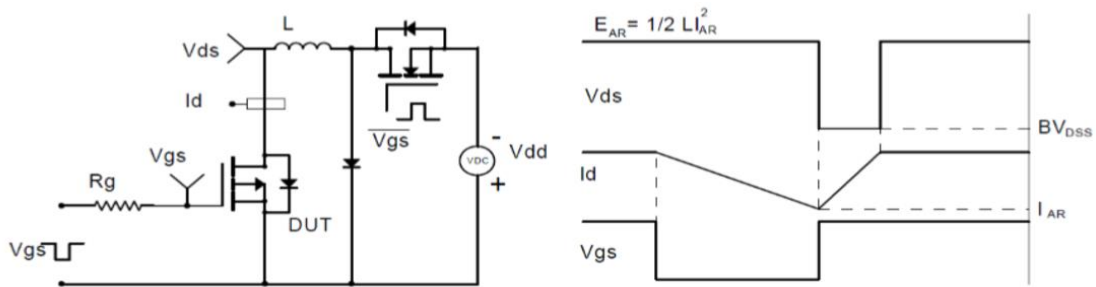 L
Vds
Id
Vgs
Vgs
-
Vdd
VDC
+
Rg
DUT
Vgs
E_AR = 1/2 LI_AR^2
Vds
BV_DSS
Id
I_AR
Vgs